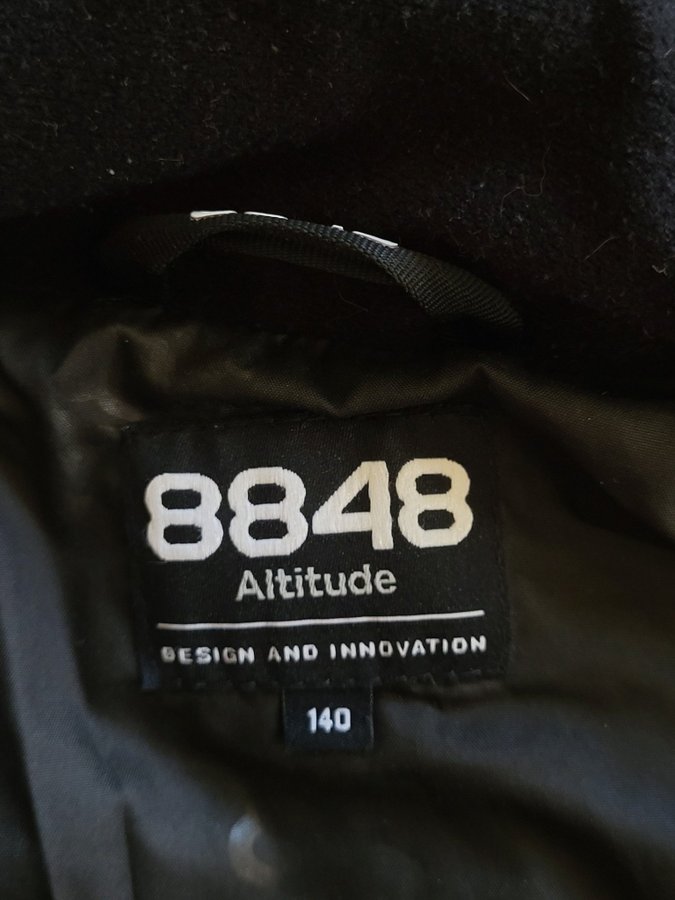 8848
Altitude
DESIGN AND INNOVATION
140